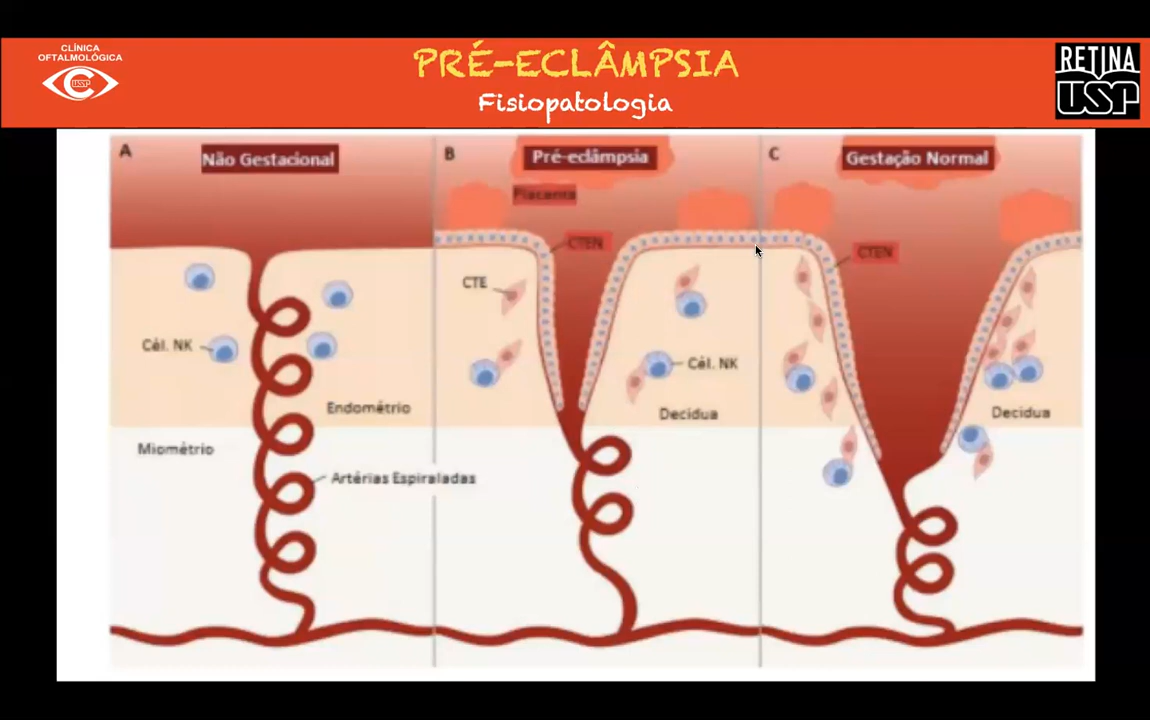 CLÍNICA
OFTALMOLÓGICA
USP
PRÉ-ECLÂMPSIA
Fisiopatologia
RETINA
USP
A
Não Gestacional
B
Pré-eclâmpsia
C
Gestação Normal
Placenta
CTEN
CTEN
CTE
Cél. NK
Cél. NK
Endométrio
Decídua
Decídua
Miométrio
Artérias Espiraladas